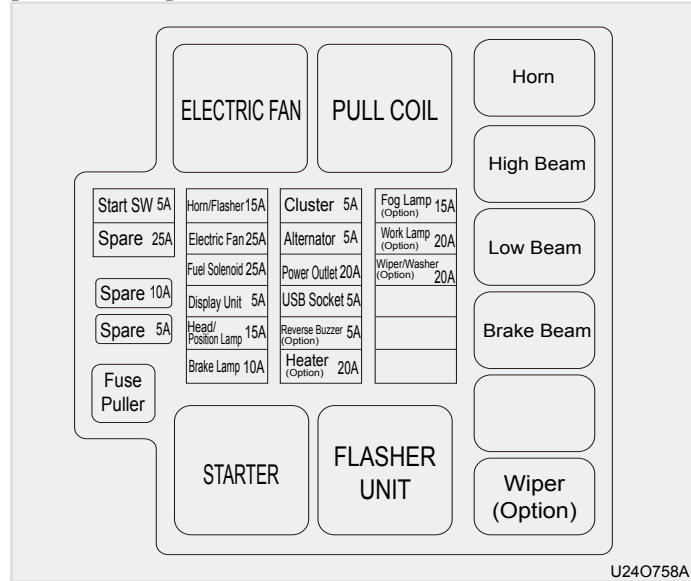 ELECTRIC FAN
PULL COIL
Horn
High Beam
Low Beam
Brake Beam
Wiper
(Option)
Start SW 5A
Spare 25A
Spare 10A
Spare 5A
Fuse
Puller
Horn/Flasher 15A
Electric Fan 25A
Fuel Solenoid 25A
Display Unit 5A
Head/
Position Lamp 15A
Brake Lamp 10A
Cluster 5A
Alternator 5A
Power Outlet 20A
USB Socket 5A
Reverse Buzzer 5A
(Option)
Heater
(Option) 20A
Fog Lamp 15A
(Option)
Work Lamp 20A
(Option)
Wiper/Washer
(Option) 20A
STARTER
FLASHER
UNIT
U24O758A